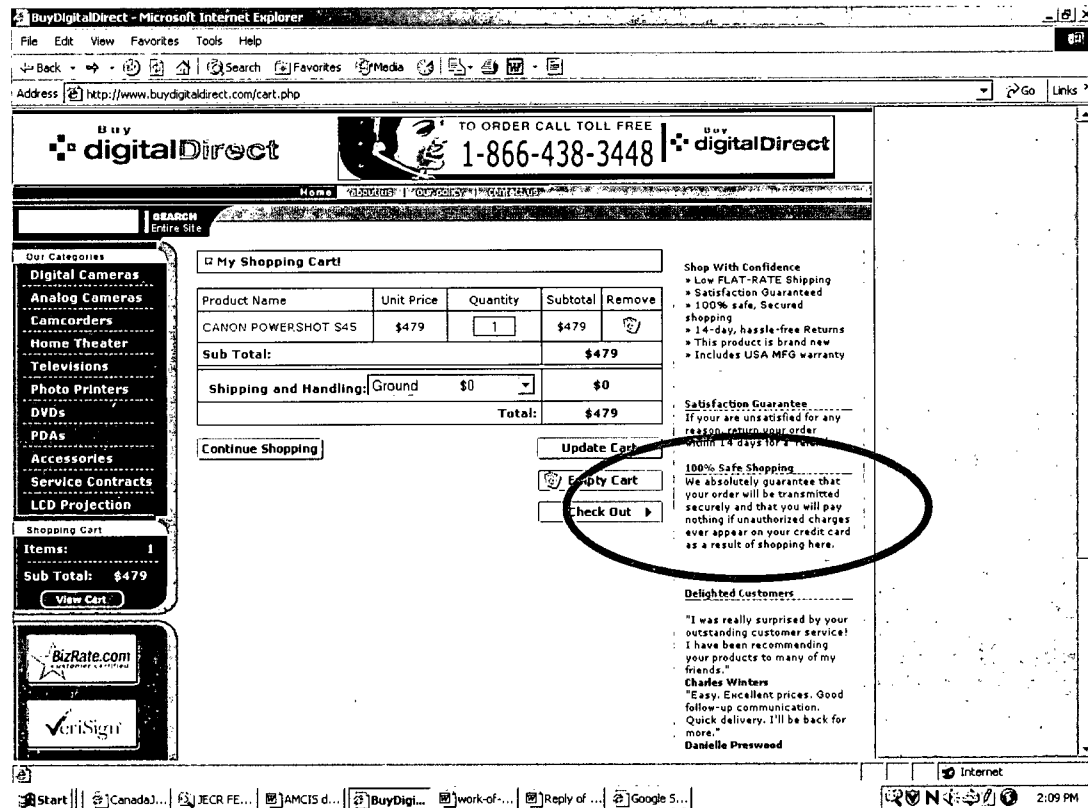 BuyDigitalDirect - Microsoft Internet Explorer
File Edit View Favorites Tools Help
Back Search Favorites Media
Address http://www.buydigitaldirect.com/cart.php Go Links
Buy
digitalDirect
TO ORDER CALL TOLL FREE
1-866-438-3448
Buy
digitalDirect
Home about us our policy contact us
SEARCH
Entire Site
Our Categories
Digital Cameras
Analog Cameras
Camcorders
Home Theater
Televisions
Photo Printers
DVDs
PDAs
Accessories
Service Contracts
LCD Projection
Shopping Cart
Items: 1
Sub Total: $479
View Cart
BizRate.com
customer certified
VeriSign
My Shopping Cart!
Product Name Unit Price Quantity Subtotal Remove
CANON POWERSHOT S45 $479 1 $479
Sub Total: $479
Shipping and Handling: Ground $0 $0
Total: $479
Continue Shopping
Update Cart
Empty Cart
Check Out
Shop With Confidence
» Low FLAT-RATE Shipping
» Satisfaction Guaranteed
» 100% safe, Secured
shopping
» 14-day, hassle-free Returns
» This product is brand new
» Includes USA MFG warranty
Satisfaction Guarantee
If your are unsatisfied for any
reason, return your order
within 14 days for a
100% Safe Shopping
We absolutely guarantee that
your order will be transmitted
securely and that you will pay
nothing if unauthorized charges
ever appear on your credit card
as a result of shopping here.
Delighted Customers
"I was really surprised by your
outstanding customer service!
I have been recommending
your products to many of my
friends."
Charles Winters
"Easy. Excellent prices. Good
follow-up communication.
Quick delivery. I'll be back for
more."
Danielle Preswood
Internet
Start CanadaJ... JECR FE... AMCIS d... BuyDigi... work-of-... Reply of ... Google S... N 2:09 PM